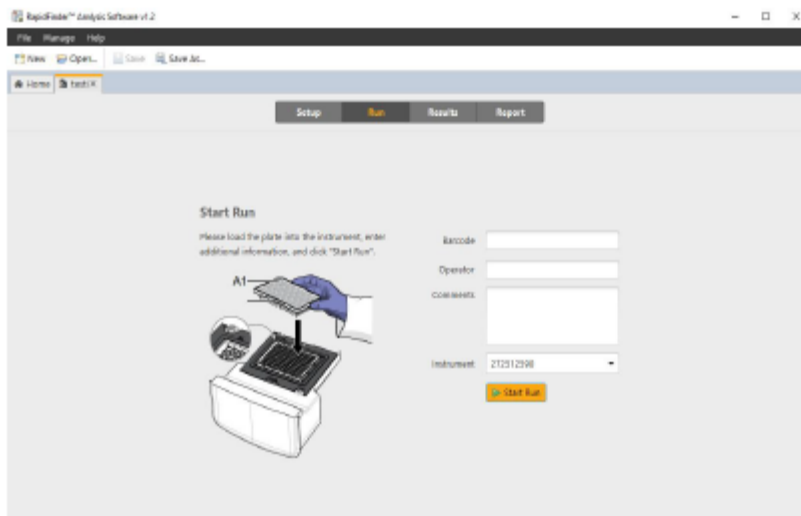 RapidFinder™ Analysis Software v1.2
File Manage Help
New Open... Save Save As...
Home test1 X
Setup Run Results Report
Start Run
Please load the plate into the instrument, enter
additional information, and click "Start Run".
A1
Barcode
Operator
Comments
Instrument 272512598
Start Run